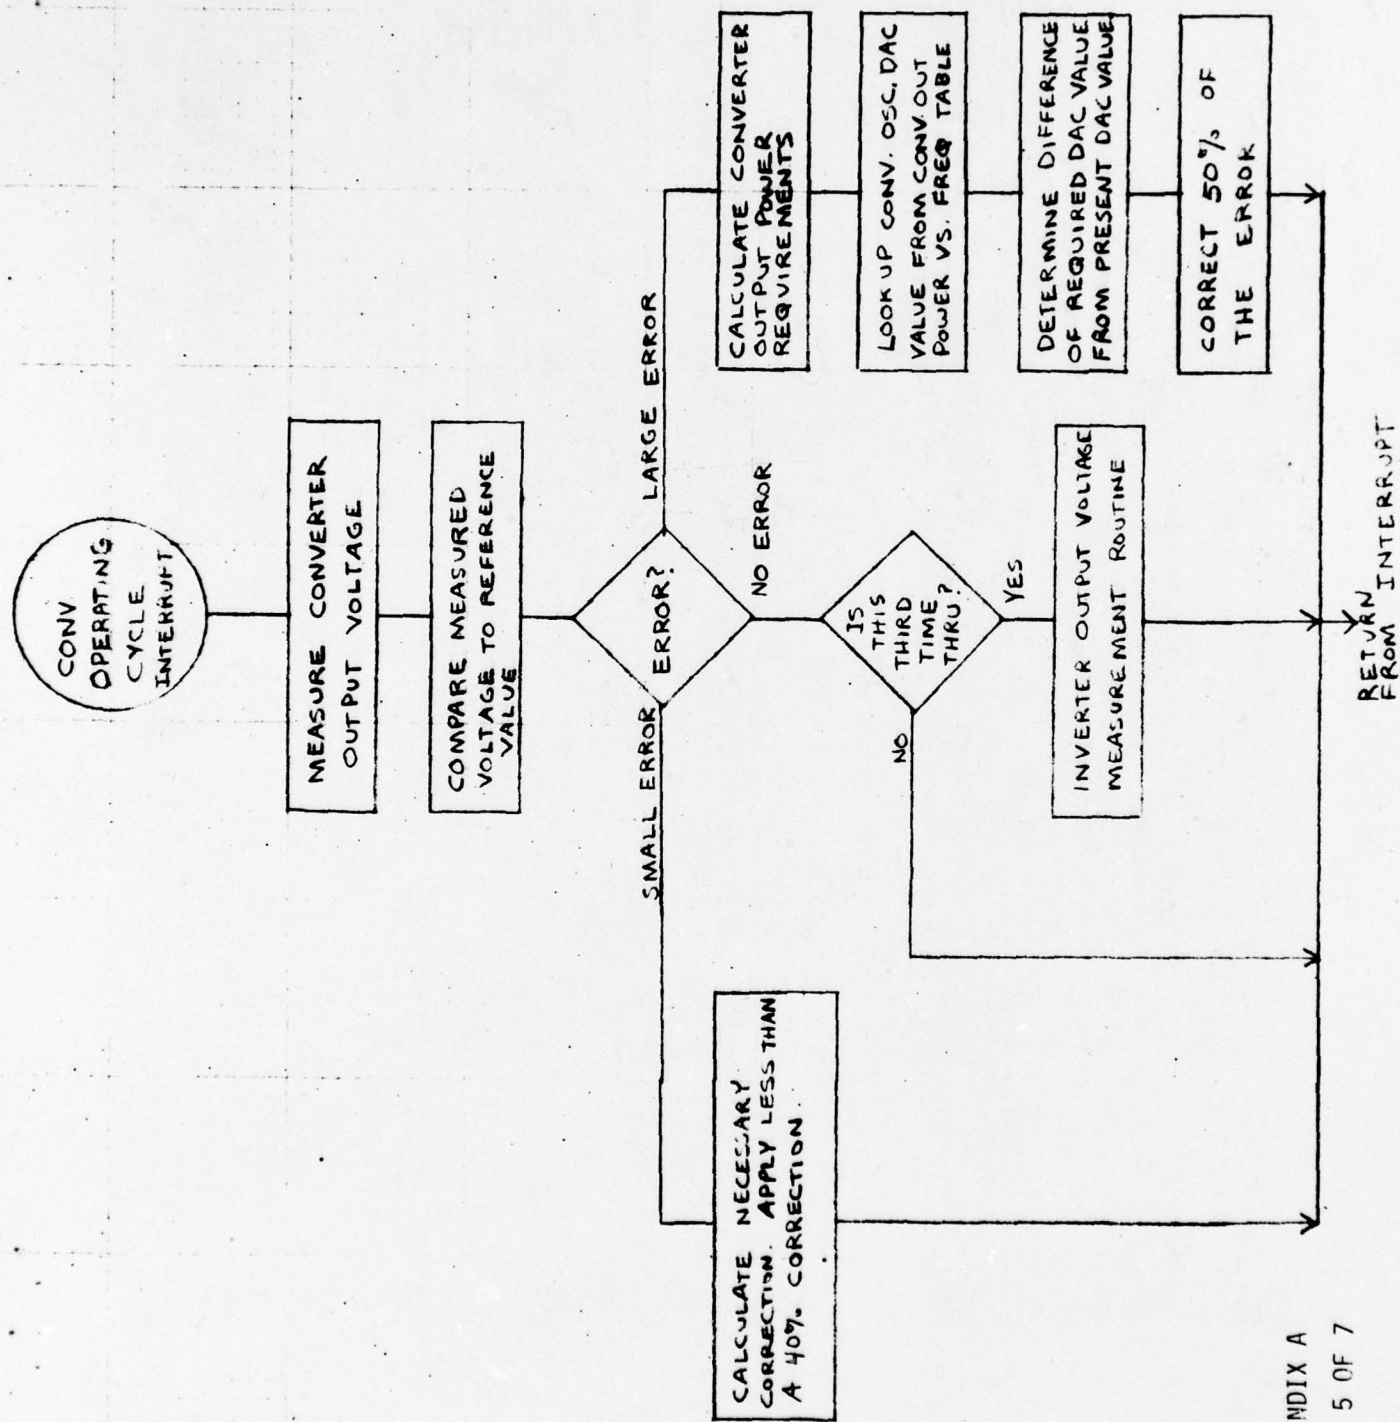 CONV
OPERATING
CYCLE
INTERRUPT
MEASURE CONVERTER
OUTPUT VOLTAGE
COMPARE MEASURED
VOLTAGE TO REFERENCE
VALUE
ERROR?
SMALL ERROR
LARGE ERROR
NO ERROR
CALCULATE NECESSARY
CORRECTION. APPLY LESS THAN
A 40% CORRECTION.
IS
THIS
THIRD
TIME
THRU?
NO
YES
INVERTER OUTPUT VOLTAGE
MEASUREMENT ROUTINE
CALCULATE CONVERTER
OUTPUT POWER
REQUIREMENTS
LOOKUP CONV. OSC. DAC
VALUE FROM CONV. OUT
POWER VS. FREQ TABLE
DETERMINE DIFFERENCE
OF REQUIRED DAC VALUE
FROM PRESENT DAC VALUE
CORRECT 50% OF
THE ERROR
RETURN
FROM INTERRUPT
NDIX A
5 OF 7